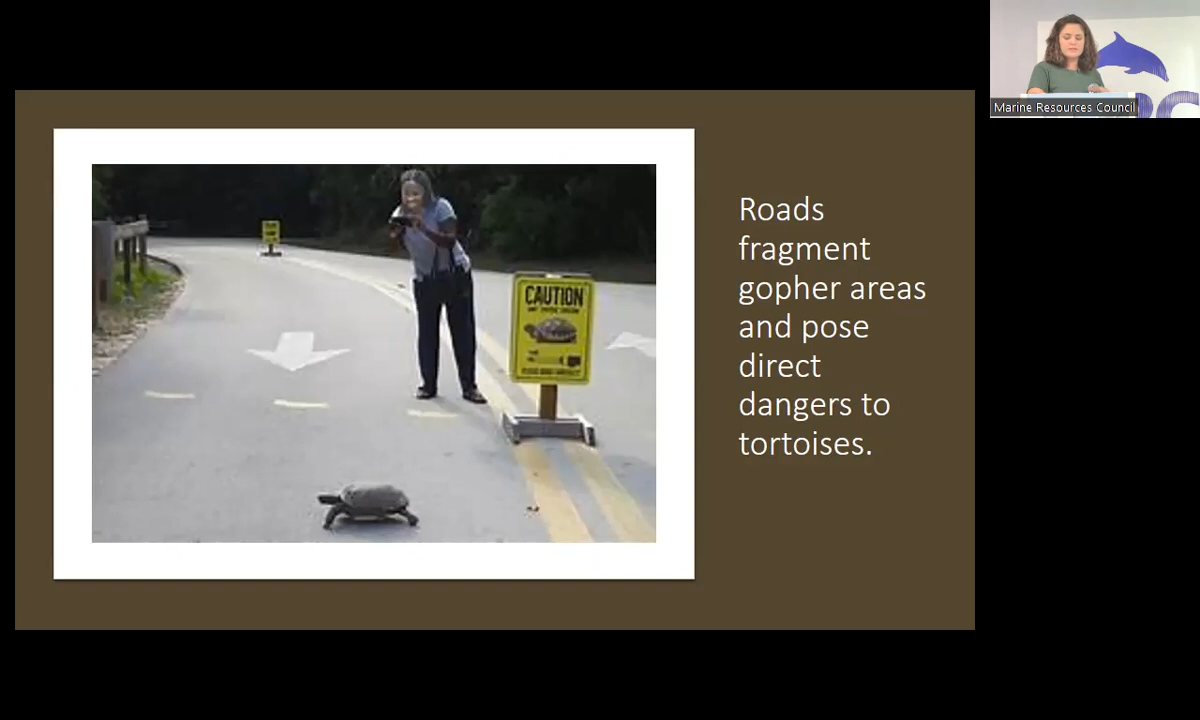 Marine Resources Council
Roads
fragment
gopher areas
and pose
direct
dangers to
tortoises.
CAUTION